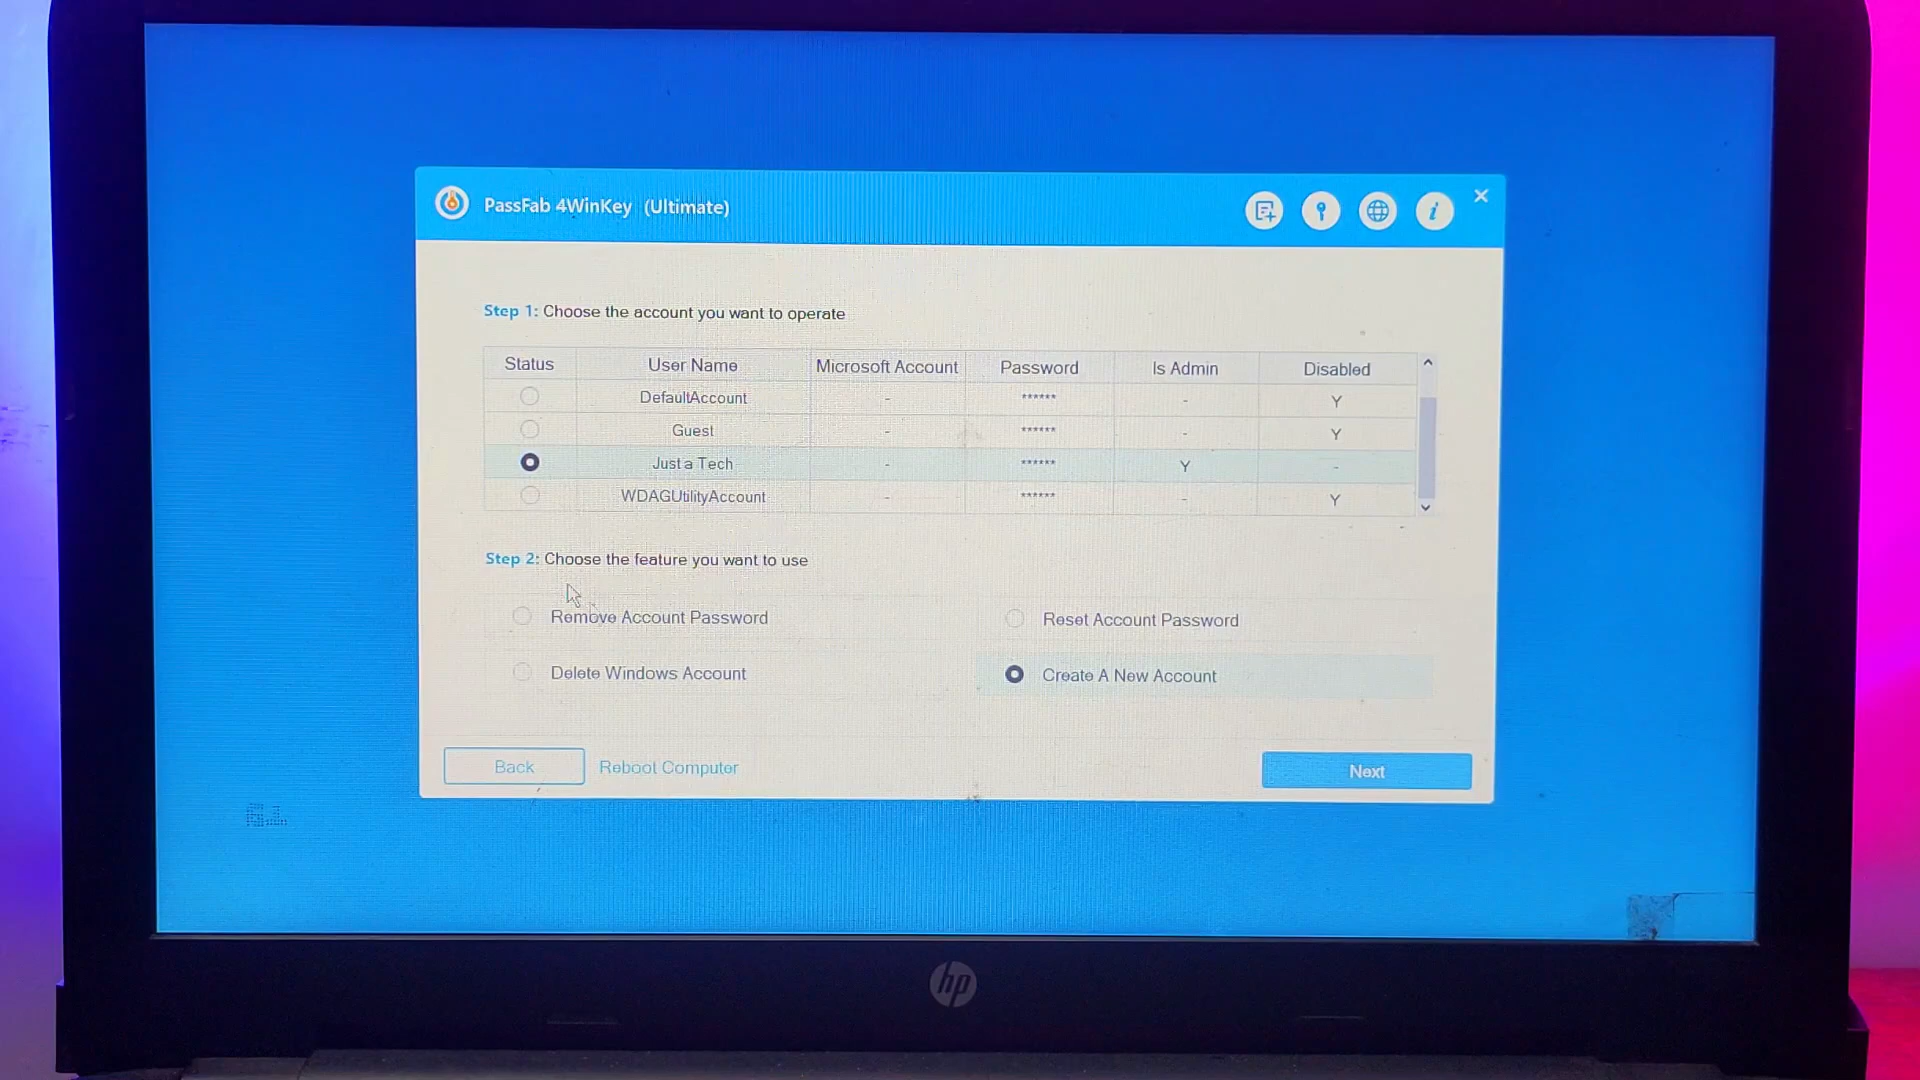 PassFab 4WinKey (Ultimate)
Step 1: Choose the account you want to operate
Status User Name Microsoft Account Password Is Admin Disabled
DefaultAccount - ****** - Y
Guest - ****** - Y
Just a Tech - ****** Y -
WDAGUtilityAccount - ****** - Y
Step 2: Choose the feature you want to use
Remove Account Password Reset Account Password
Delete Windows Account Create A New Account
Back Reboot Computer Next
hp